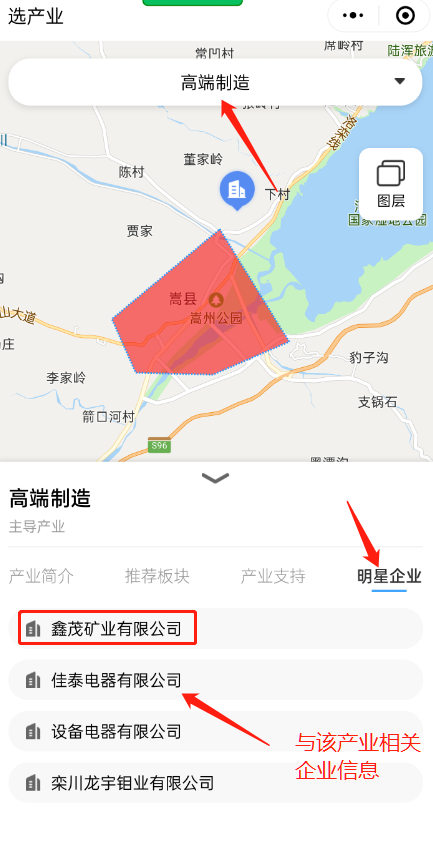 选产业
常凹村
席岭村
陆浑旅游
高端制造
洛栾线
董家岭
陈村
下村
图层
国家湿地公园
贾家
嵩县
嵩州公园
山大道
豹子沟
李家岭
支锅石
箭口河村
S96
高端制造
主导产业
产业简介 推荐板块 产业支持 明星企业
鑫茂矿业有限公司
佳泰电器有限公司
设备电器有限公司
栾川龙宇钼业有限公司
与该产业相关
企业信息